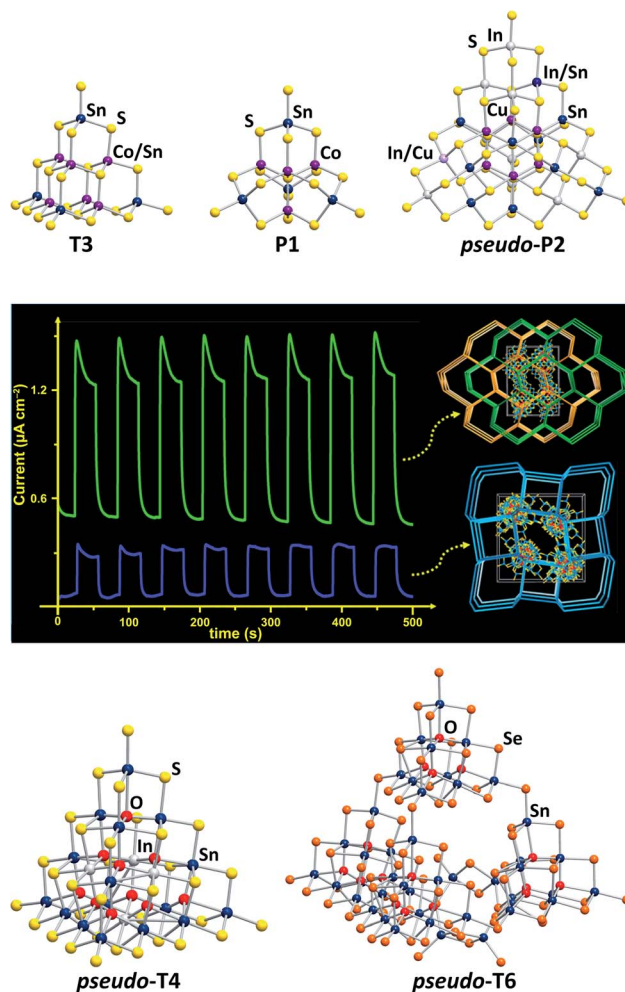 In
S
Sn
S
Co/Sn
T3
Sn
S
Co
P1
In/Sn
Cu
Sn
In/Cu
pseudo-P2
Current (µA cm⁻²)
1.2
0.6
0
100
200
300
400
500
time (s)
S
O
In
Sn
pseudo-T4
O
Se
Sn
pseudo-T6